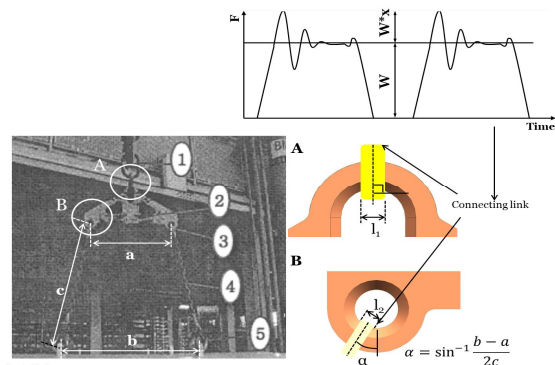 F
W*x
W
Time
A
1
B
2
a
3
c
4
b
5
A
l₁
Connecting link
B
l₂
α
α = sin⁻¹ (b − a)/2c